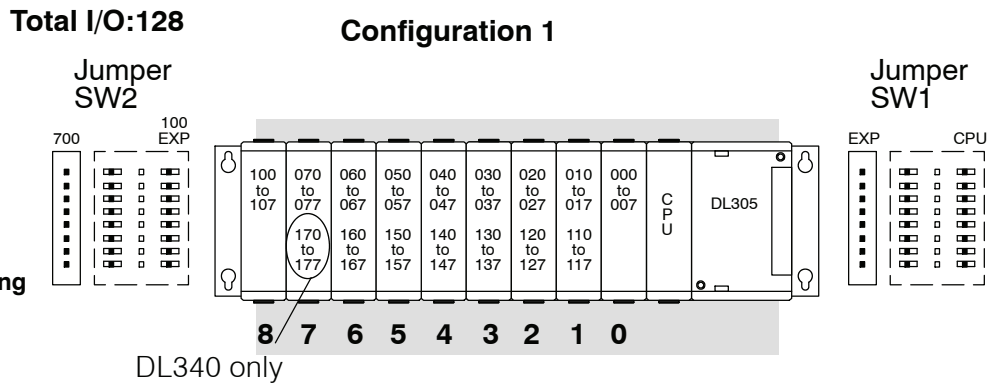 Total I/O:128
Configuration 1
Jumper
SW2
Jumper
SW1
700
100
EXP
EXP
CPU
100 to 107
070 to 077
060 to 067
050 to 057
040 to 047
030 to 037
020 to 027
010 to 017
000 to 007
CPU
DL305
170 to 177
160 to 167
150 to 157
140 to 147
130 to 137
120 to 127
110 to 117
ng
8 7 6 5 4 3 2 1 0
DL340 only